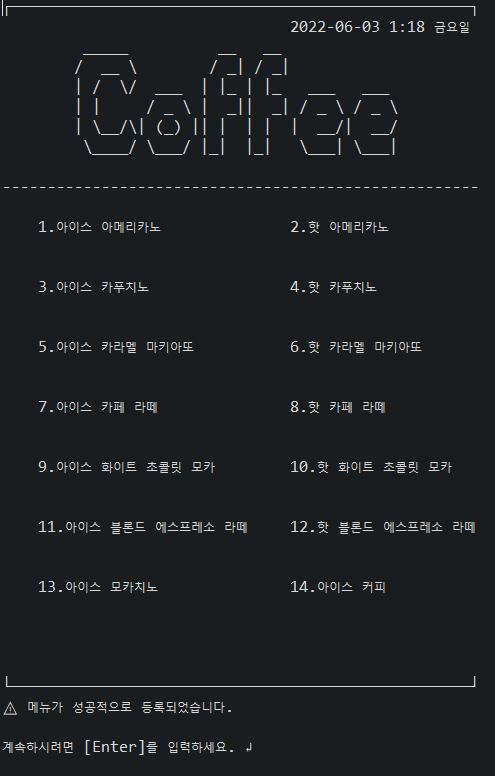 2022-06-03 1:18 금요일
Coffee
1.아이스 아메리카노 2.핫 아메리카노
3.아이스 카푸치노 4.핫 카푸치노
5.아이스 카라멜 마키아또 6.핫 카라멜 마키아또
7.아이스 카페 라떼 8.핫 카페 라떼
9.아이스 화이트 초콜릿 모카 10.핫 화이트 초콜릿 모카
11.아이스 블론드 에스프레소 라떼 12.핫 블론드 에스프레소 라떼
13.아이스 모카치노 14.아이스 커피
⚠ 메뉴가 성공적으로 등록되었습니다.
계속하시려면 [Enter]를 입력하세요. ↲